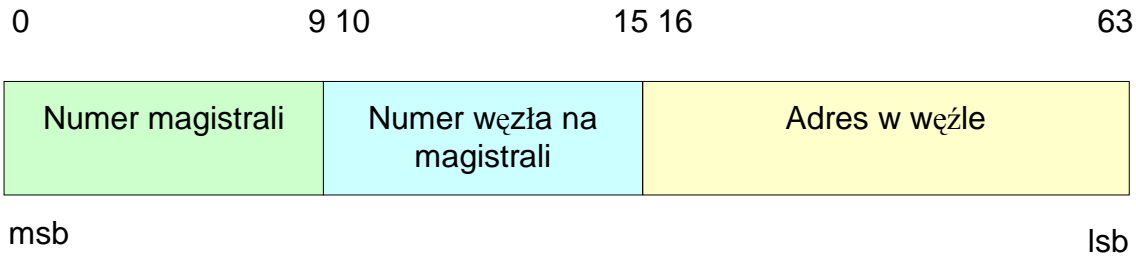 0 9 10 15 16 63
Numer magistrali Numer węzła na Adres w węźle
magistrali
msb lsb